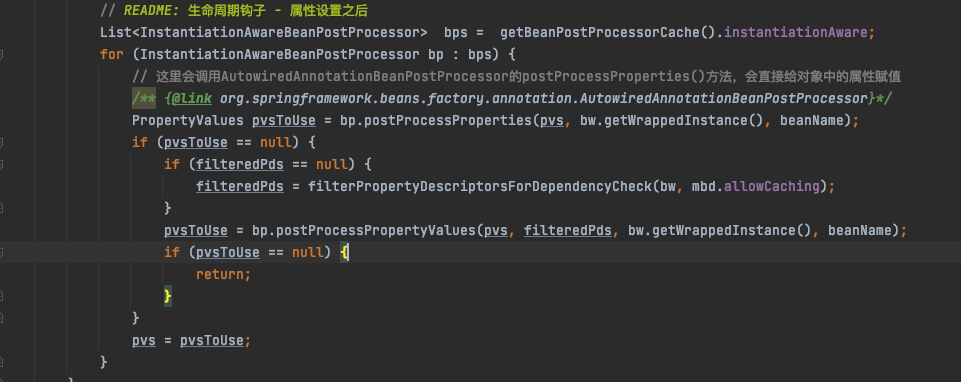 // README: 生命周期钩子 - 属性设置之后
List<InstantiationAwareBeanPostProcessor>  bps =  getBeanPostProcessorCache().instantiationAware;
for (InstantiationAwareBeanPostProcessor bp : bps) {
// 这里会调用AutowiredAnnotationBeanPostProcessor的postProcessProperties()方法，会直接给对象中的属性赋值
/** {@link org.springframework.beans.factory.annotation.AutowiredAnnotationBeanPostProcessor}*/
PropertyValues pvsToUse = bp.postProcessProperties(pvs, bw.getWrappedInstance(), beanName);
if (pvsToUse == null) {
if (filteredPds == null) {
filteredPds = filterPropertyDescriptorsForDependencyCheck(bw, mbd.allowCaching);
}
pvsToUse = bp.postProcessPropertyValues(pvs, filteredPds, bw.getWrappedInstance(), beanName);
if (pvsToUse == null) {
return;
}
}
pvs = pvsToUse;
}
}